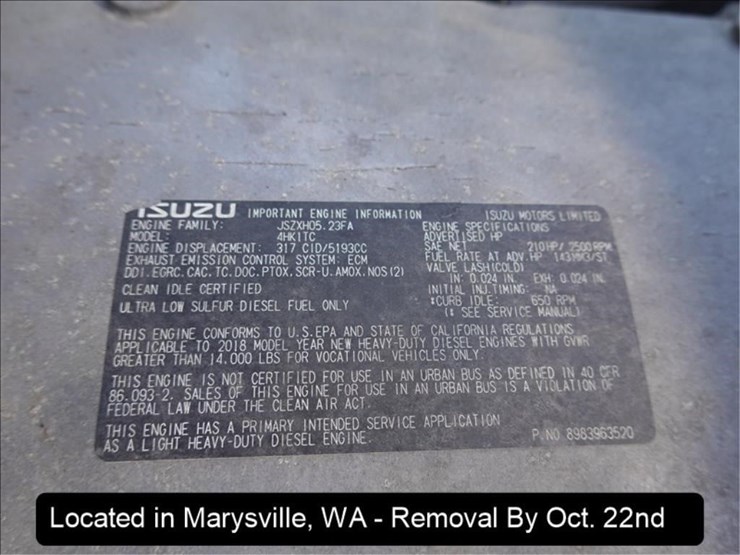 ISUZU IMPORTANT ENGINE INFORMATION ISUZU MOTORS LIMITED
ENGINE FAMILY: JSZXH05.23FA
MODEL: 4HK1TC
ENGINE DISPLACEMENT: 317 CID/5193CC
EXHAUST EMISSION CONTROL SYSTEM: ECM
DDI.EGRC.CAC.TC.DOC.PTOX.SCR-U.AMOX.NOS(2)
CLEAN IDLE CERTIFIED
ULTRA LOW SULFUR DIESEL FUEL ONLY
ENGINE SPECIFICATIONS
ADVERTISED HP
SAE NET: 210HP/ 2500 RPM
FUEL RATE AT ADV.HP 143MM3/ST
VALVE LASH(COLD)
IN: 0.024 IN. EXH: 0.024 IN.
INITIAL INJ.TIMING: NA
*CURB IDLE: 650 RPM
(* SEE SERVICE MANUAL)
THIS ENGINE CONFORMS TO U.S.EPA AND STATE OF CALIFORNIA REGULATIONS
APPLICABLE TO 2018 MODEL YEAR NEW HEAVY-DUTY DIESEL ENGINES WITH GVWR
GREATER THAN 14.000 LBS FOR VOCATIONAL VEHICLES ONLY.
THIS ENGINE IS NOT CERTIFIED FOR USE IN AN URBAN BUS AS DEFINED IN 40 CFR
86.093-2. SALES OF THIS ENGINE FOR USE IN AN URBAN BUS IS A VIOLATION OF
FEDERAL LAW UNDER THE CLEAN AIR ACT.
THIS ENGINE HAS A PRIMARY INTENDED SERVICE APPLICATION
AS A LIGHT HEAVY-DUTY DIESEL ENGINE.
P.NO 8983963520
Located in Marysville, WA - Removal By Oct. 22nd